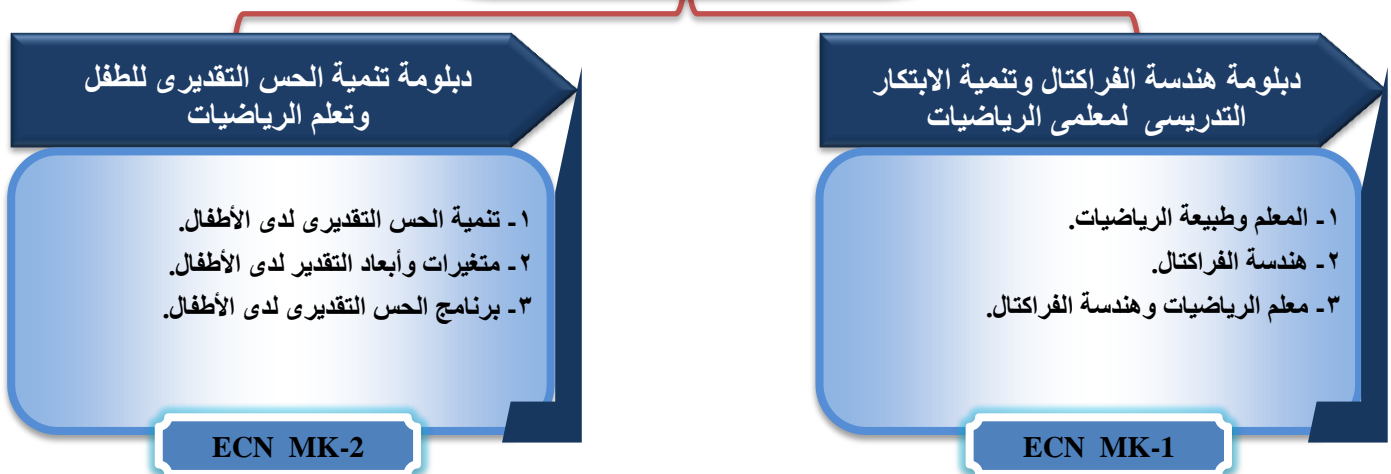 دبلومة هندسة الفراكتال وتنمية الابتكار
التدريسى لمعلمى الرياضيات
١- المعلم وطبيعة الرياضيات.
٢- هندسة الفراكتال.
٣- معلم الرياضيات وهندسة الفراكتال.
ECN MK-1
دبلومة تنمية الحس التقديرى للطفل
وتعلم الرياضيات
١- تنمية الحس التقديرى لدى الأطفال.
٢- متغيرات وأبعاد التقدير لدى الأطفال.
٣- برنامج الحس التقديرى لدى الأطفال.
ECN MK-2